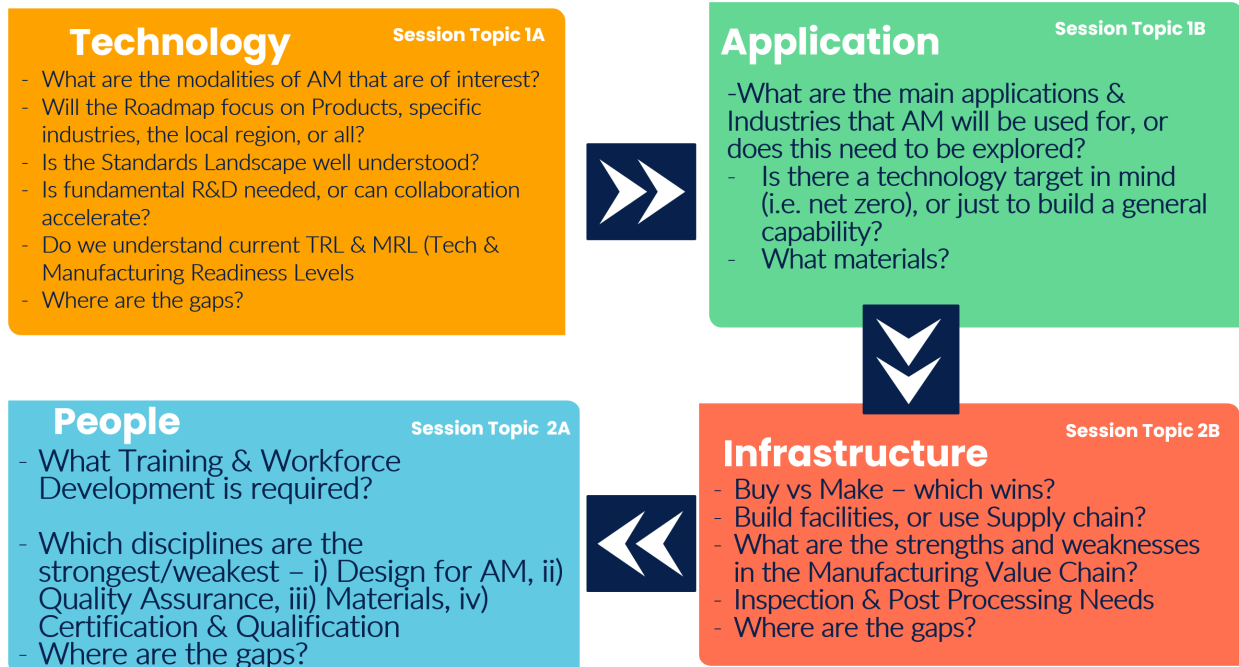 Technology
Session Topic 1A
- What are the modalities of AM that are of interest?
- Will the Roadmap focus on Products, specific
industries, the local region, or all?
- Is the Standards Landscape well understood?
- Is fundamental R&D needed, or can collaboration
accelerate?
- Do we understand current TRL & MRL (Tech &
Manufacturing Readiness Levels
- Where are the gaps?
Application
Session Topic 1B
-What are the main applications &
Industries that AM will be used for, or
does this need to be explored?
- Is there a technology target in mind
(i.e. net zero), or just to build a general
capability?
- What materials?
People
Session Topic 2A
- What Training & Workforce
Development is required?
- Which disciplines are the
strongest/weakest – i) Design for AM, ii)
Quality Assurance, iii) Materials, iv)
Certification & Qualification
- Where are the gaps?
Infrastructure
Session Topic 2B
- Buy vs Make – which wins?
- Build facilities, or use Supply chain?
- What are the strengths and weaknesses
in the Manufacturing Value Chain?
- Inspection & Post Processing Needs
- Where are the gaps?